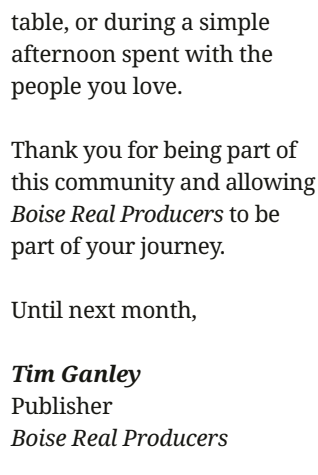 table, or during a simple
afternoon spent with the
people you love.
Thank you for being part of
this community and allowing
Boise Real Producers to be
part of your journey.
Until next month,
Tim Ganley
Publisher
Boise Real Producers